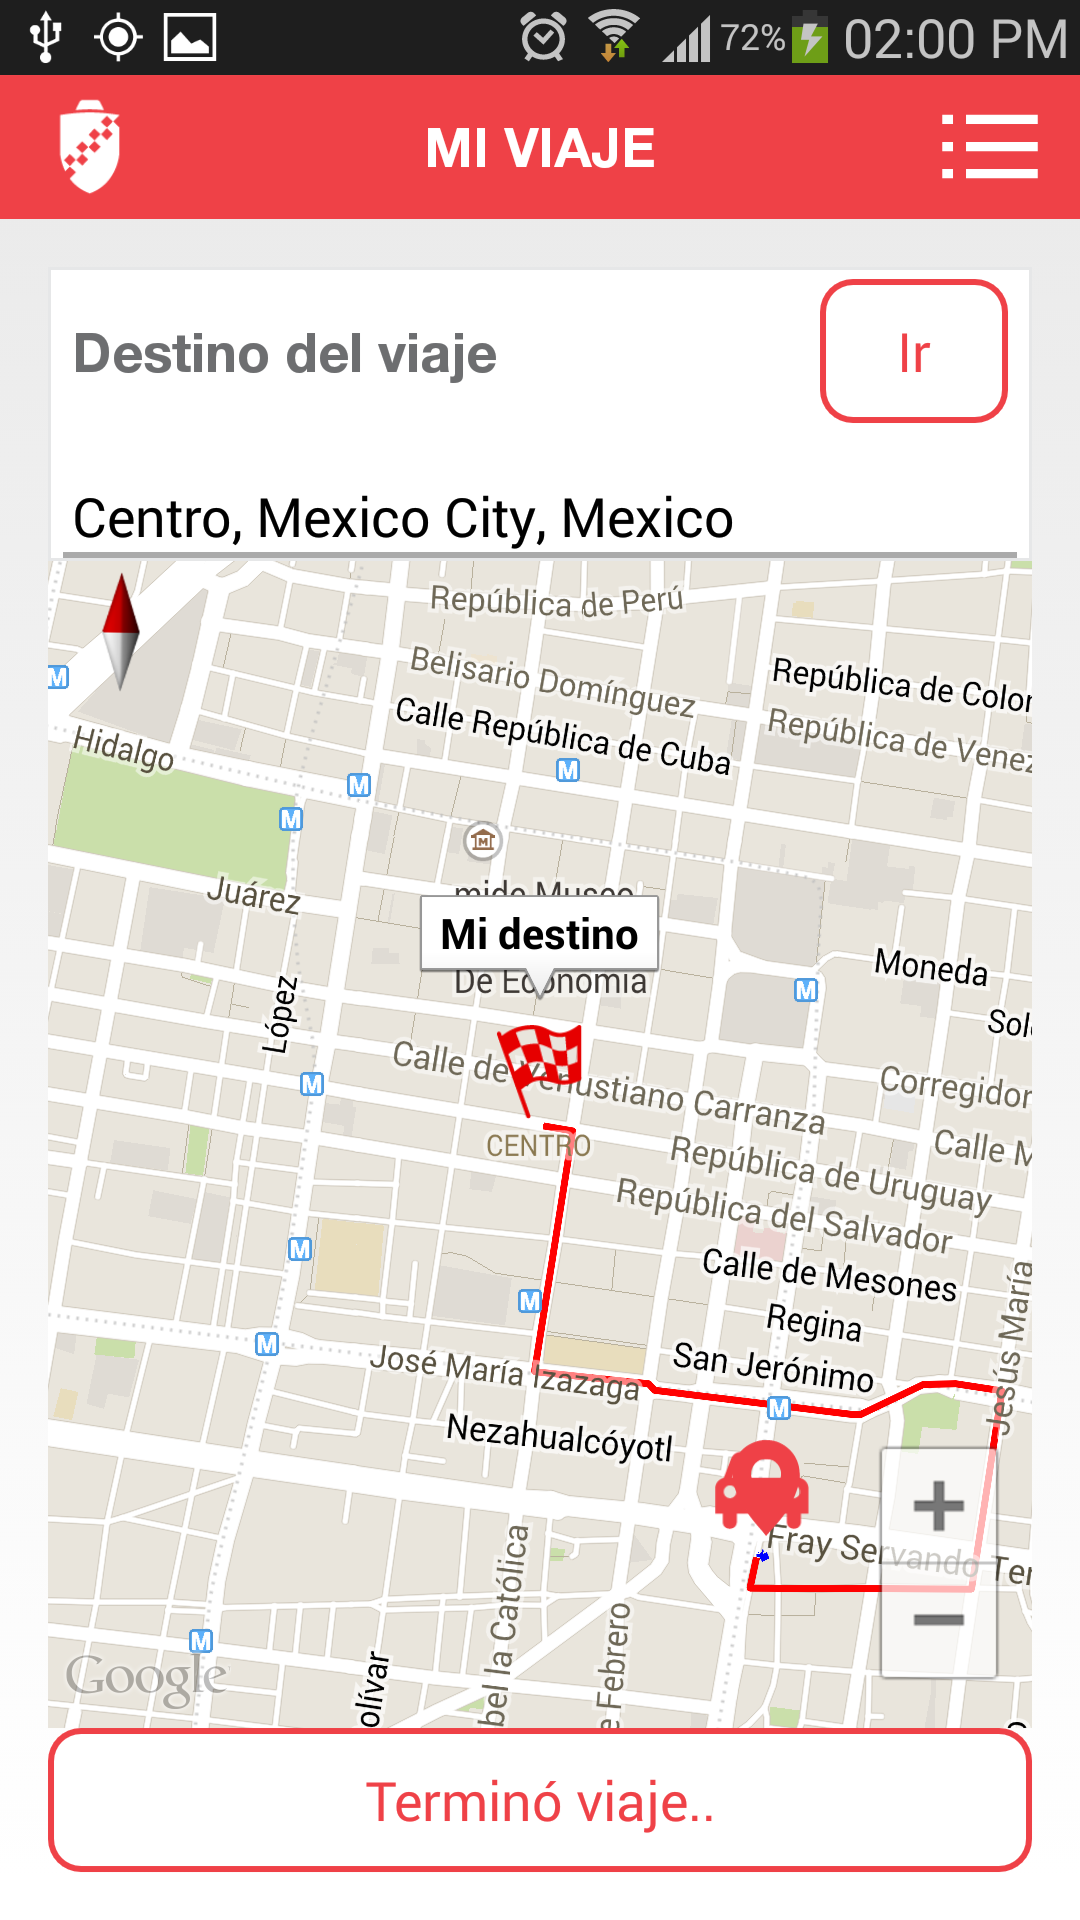 72% 02:00 PM
MI VIAJE
Destino del viaje
Ir
Centro, Mexico City, Mexico
República de Perú
Belisario Domínguez
República de Color
Calle República de Cuba
República de Venez
Hidalgo
M
M
M
M
M
Juárez
mide Museo
Mi destino
De Economía
Moneda
M
López
Sol
Calle de Venustiano Carranza
Corregidor
M
CENTRO
Calle M
República de Uruguay
República del Salvador
M
Calle de Mesones
M
Regina
Jesús María
M
José María Izazaga
San Jerónimo
M
Nezahualcóyotl
+
Fray Servando Ter
−
bel la Católica
e Febrero
M
olívar
Google
Terminó viaje..